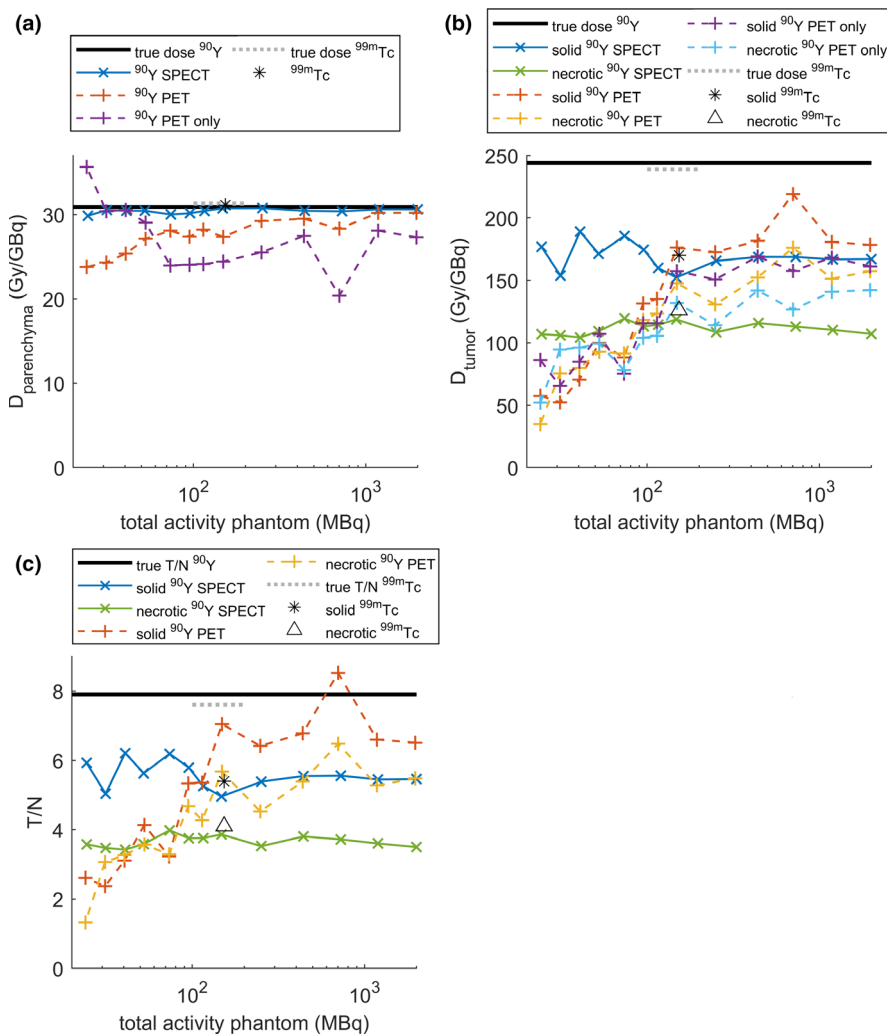 (a)
true dose ⁹⁰Y
true dose ⁹⁹ᵐTc
⁹⁰Y SPECT
⁹⁹ᵐTc
⁹⁰Y PET
⁹⁰Y PET only
D_parenchyma (Gy/GBq)
30
20
10
0
10²
10³
total activity phantom (MBq)
(b)
true dose ⁹⁰Y
solid ⁹⁰Y PET only
solid ⁹⁰Y SPECT
necrotic ⁹⁰Y PET only
necrotic ⁹⁰Y SPECT
true dose ⁹⁹ᵐTc
solid ⁹⁰Y PET
solid ⁹⁹ᵐTc
necrotic ⁹⁰Y PET
necrotic ⁹⁹ᵐTc
D_tumor (Gy/GBq)
250
200
150
100
50
0
10²
10³
total activity phantom (MBq)
(c)
true T/N ⁹⁰Y
necrotic ⁹⁰Y PET
solid ⁹⁰Y SPECT
true T/N ⁹⁹ᵐTc
necrotic ⁹⁰Y SPECT
solid ⁹⁹ᵐTc
solid ⁹⁰Y PET
necrotic ⁹⁹ᵐTc
T/N
8
6
4
2
0
10²
10³
total activity phantom (MBq)